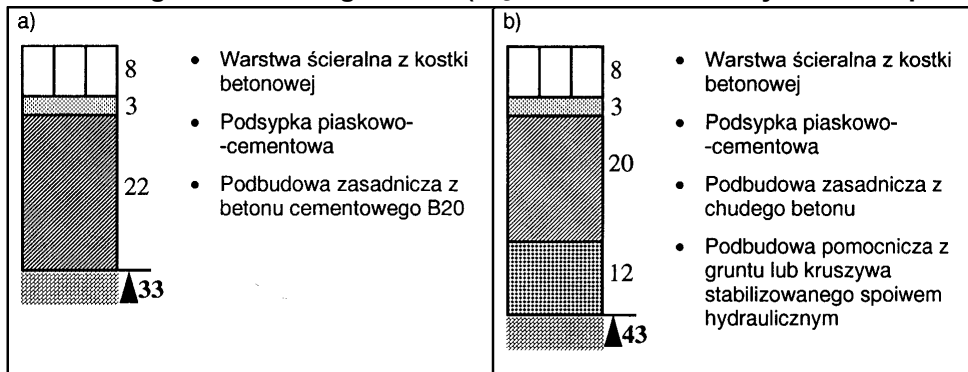 a)
8
3
22
33
• Warstwa ścieralna z kostki
betonowej
• Podsypka piaskowo-
-cementowa
• Podbudowa zasadnicza z
betonu cementowego B20
b)
8
3
20
12
43
• Warstwa ścieralna z kostki
betonowej
• Podsypka piaskowo-
-cementowa
• Podbudowa zasadnicza z
chudego betonu
• Podbudowa pomocnicza z
gruntu lub kruszywa
stabilizowanego spoiwem
hydraulicznym